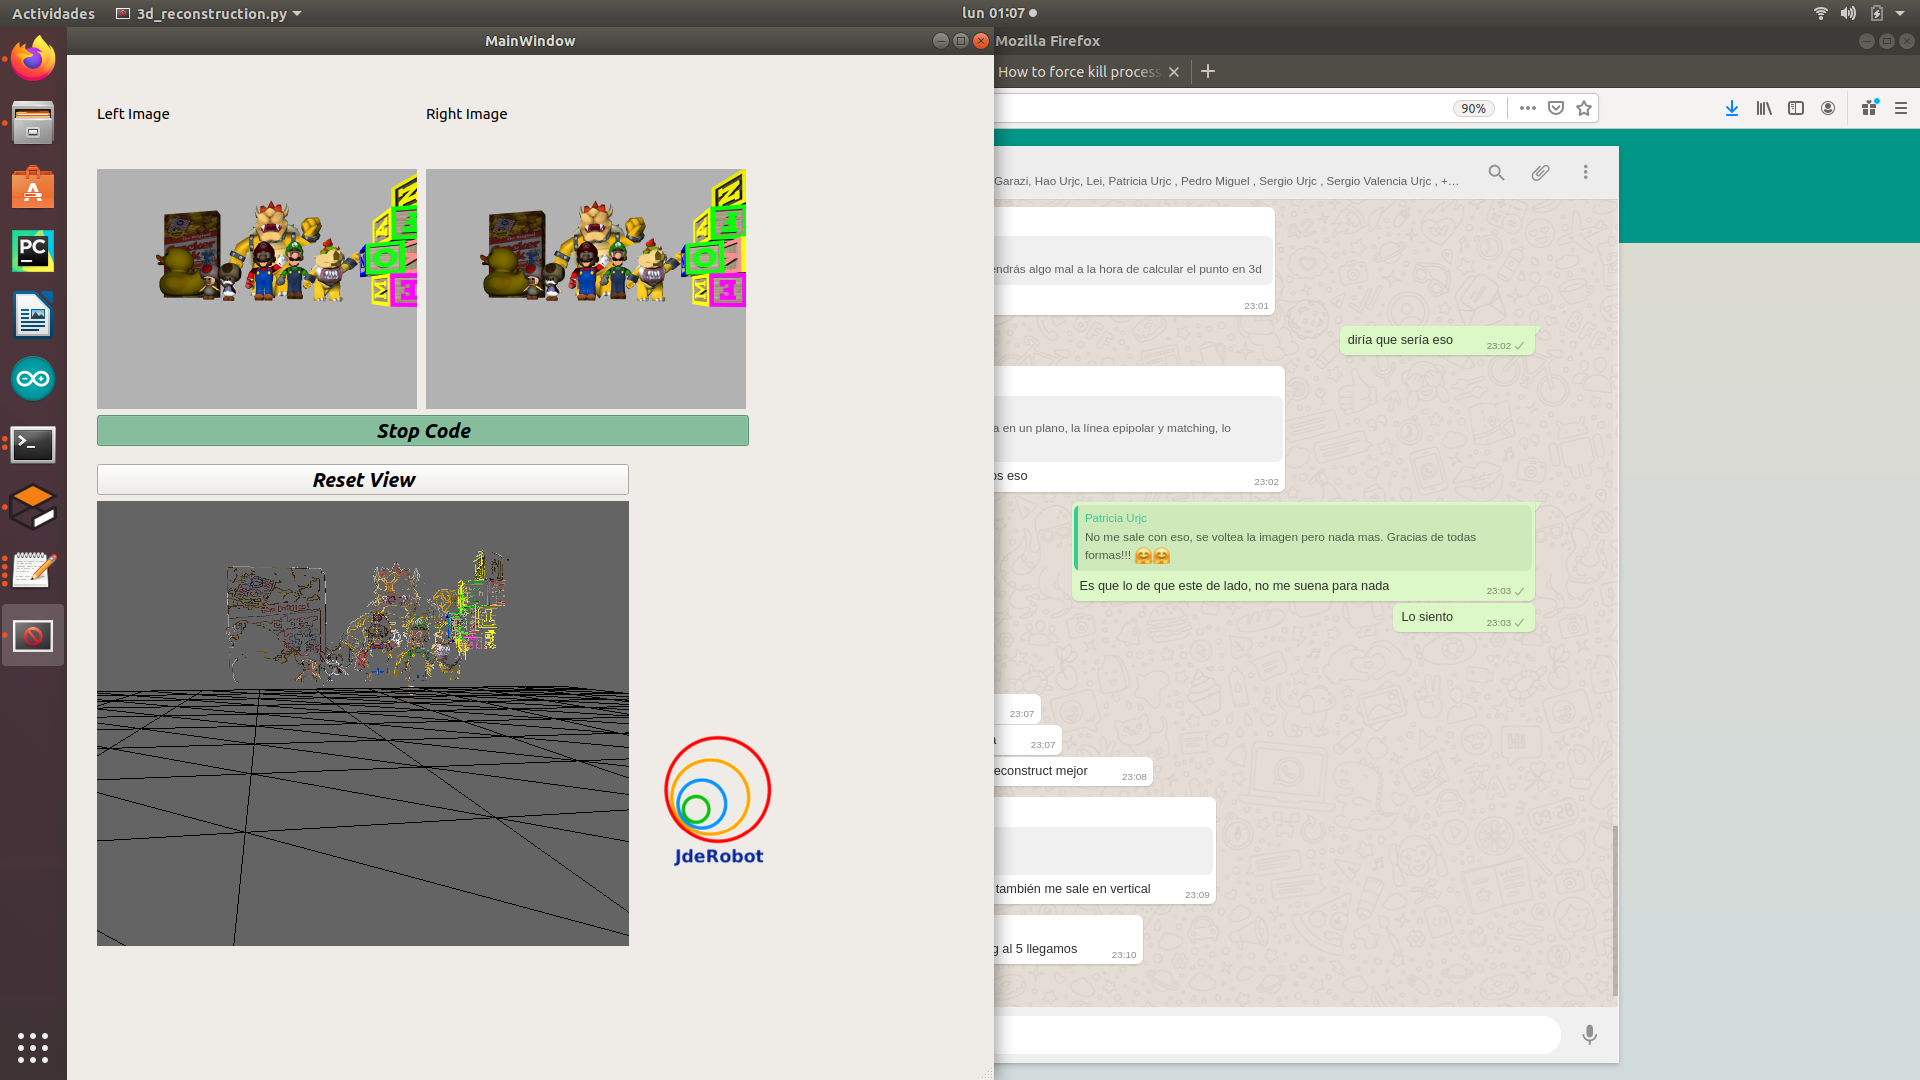 Actividades
3d_reconstruction.py
lun 01:07
MainWindow
Mozilla Firefox
How to force kill process
90%
Left Image
Right Image
Stop Code
Reset View
JdeRobot
Garazi, Hao Urjc, Lei, Patricia Urjc , Pedro Miguel , Sergio Urjc , Sergio Valencia Urjc , +...
endrás algo mal a la hora de calcular el punto en 3d
23:01
diría que sería eso
23:02
a en un plano, la línea epipolar y matching, lo
os eso
23:02
Patricia Urjc
No me sale con eso, se voltea la imagen pero nada mas. Gracias de todas
formas!!! 🤗🤗
Es que lo de que este de lado, no me suena para nada
23:03
Lo siento
23:03
23:07
a
23:07
econstruct mejor
23:08
también me sale en vertical
23:09
g al 5 llegamos
23:10